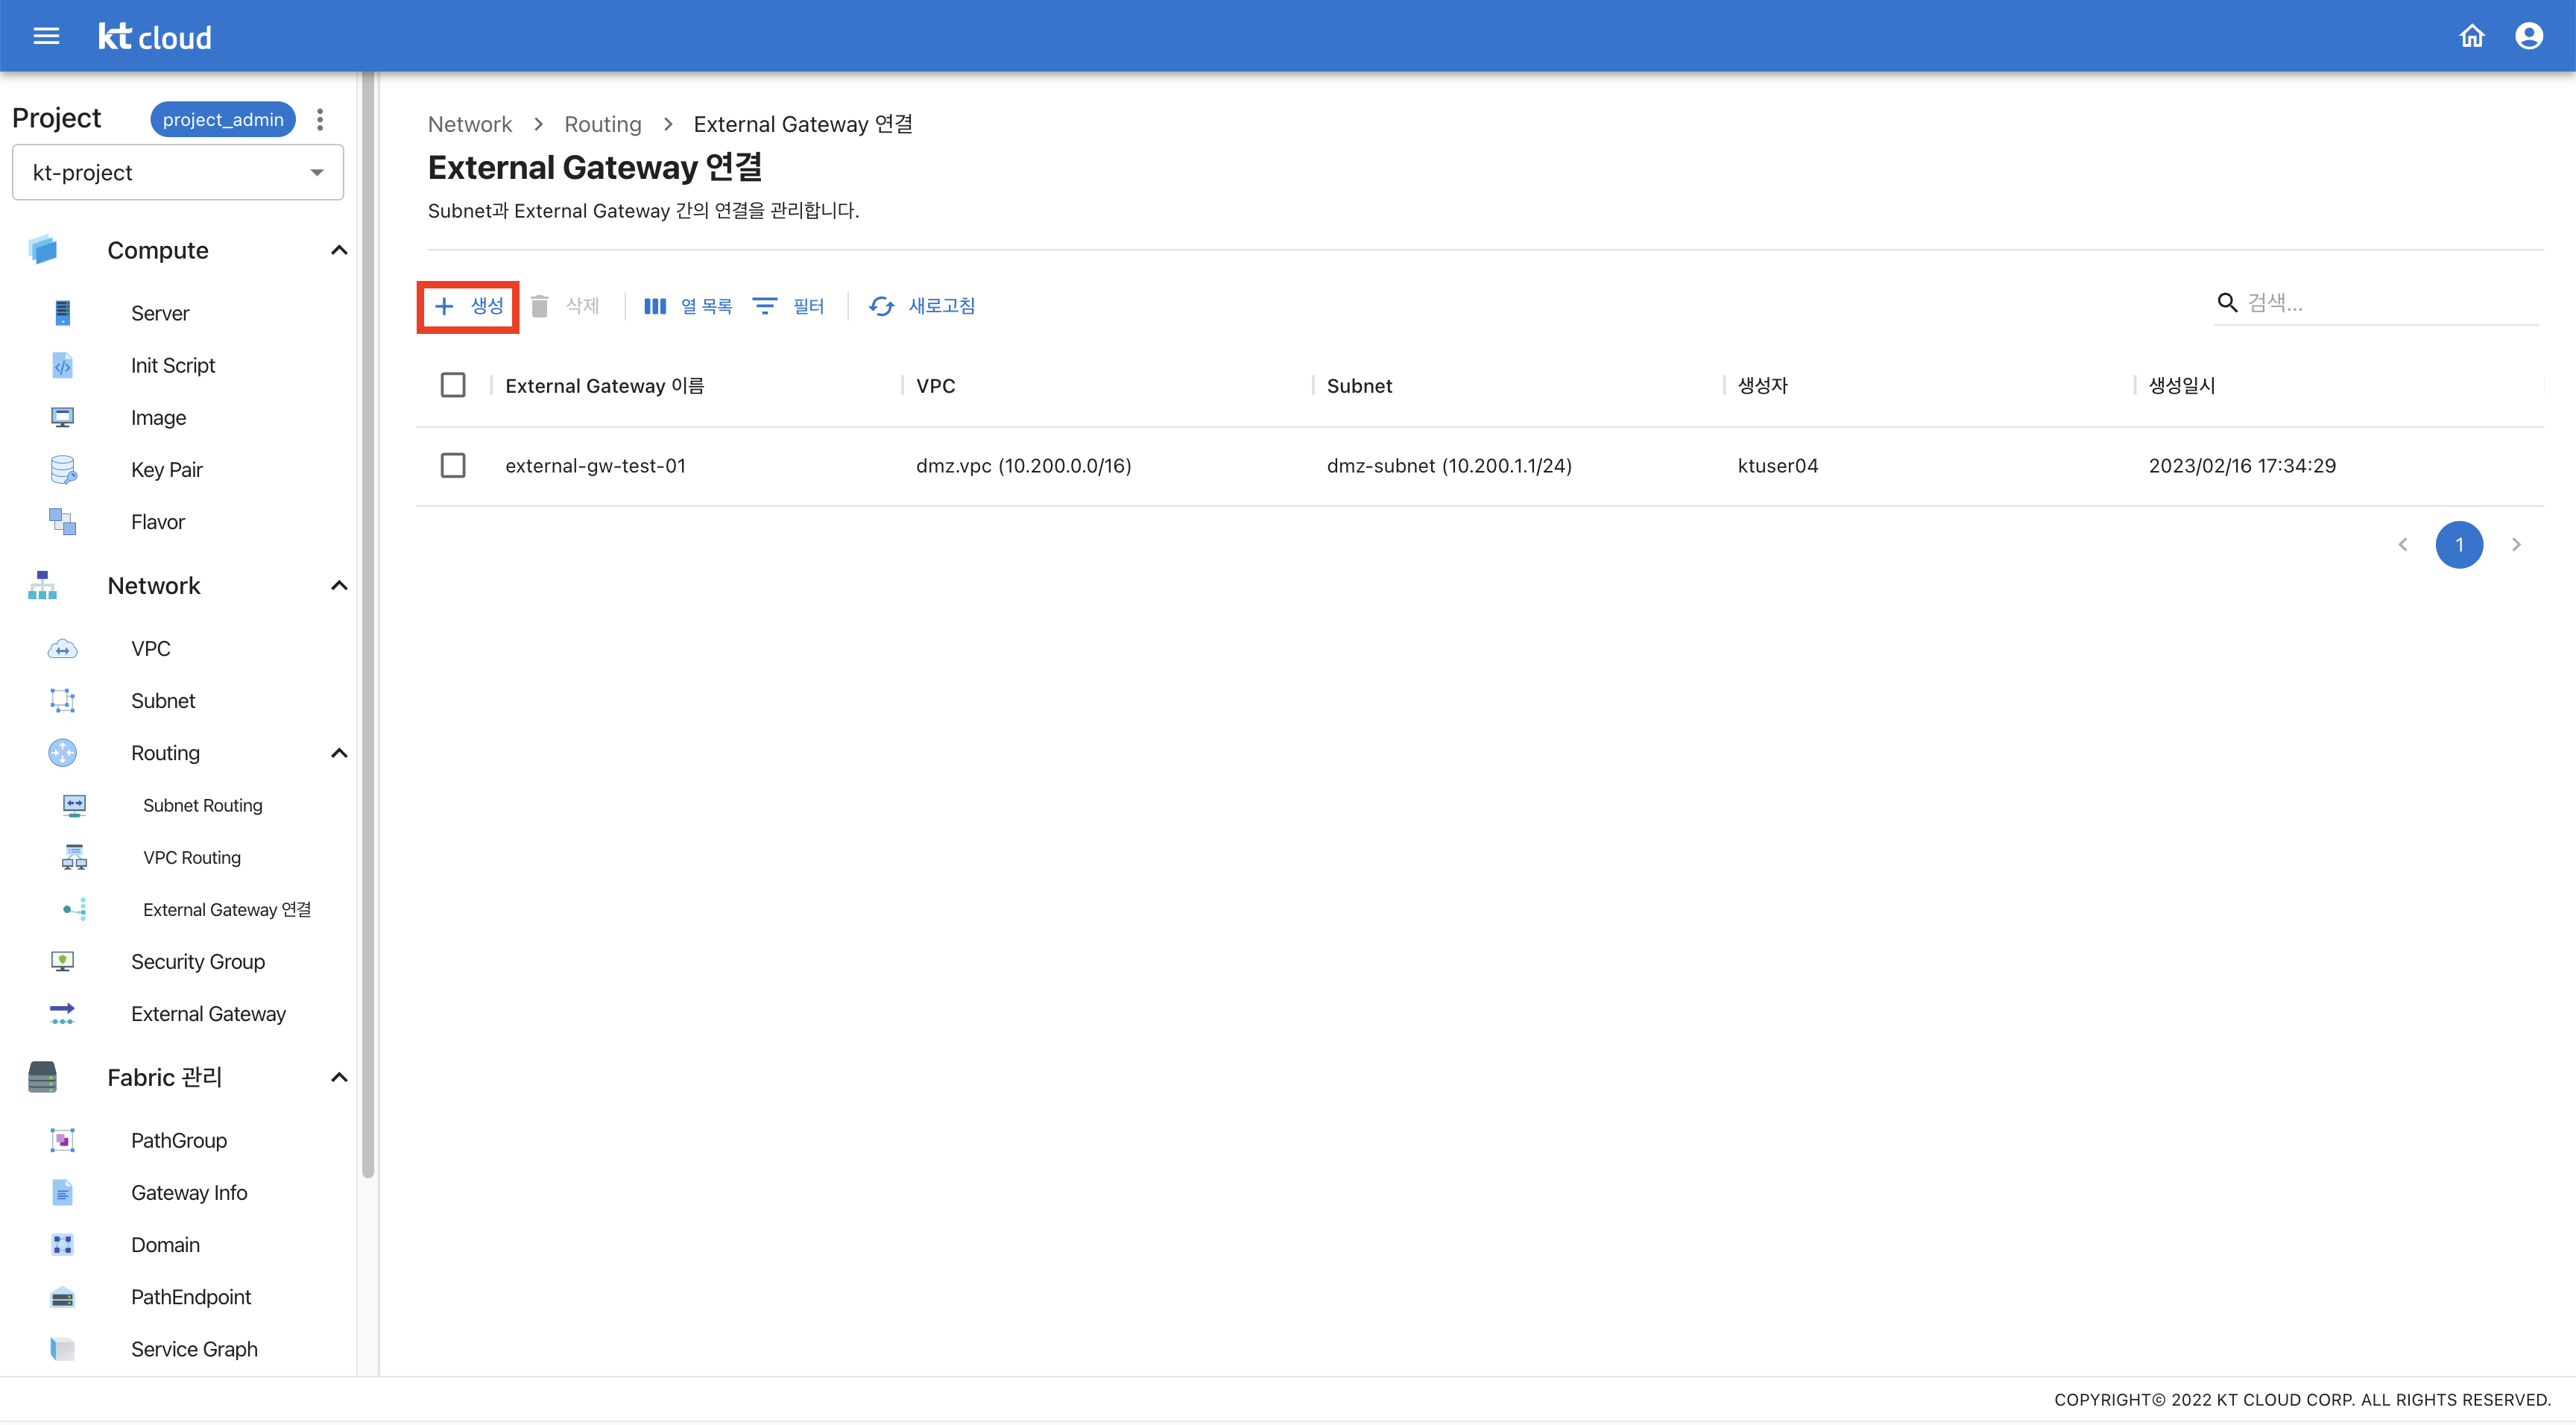 kt cloud
Project
project_admin
kt-project
Compute
Server
Init Script
Image
Key Pair
Flavor
Network
VPC
Subnet
Routing
Subnet Routing
VPC Routing
External Gateway 연결
Security Group
External Gateway
Fabric 관리
PathGroup
Gateway Info
Domain
PathEndpoint
Service Graph
Network > Routing > External Gateway 연결
External Gateway 연결
Subnet과 External Gateway 간의 연결을 관리합니다.
+ 생성 삭제 열 목록 필터 새로고침 검색...
External Gateway 이름 VPC Subnet 생성자 생성일시
external-gw-test-01 dmz.vpc (10.200.0.0/16) dmz-subnet (10.200.1.1/24) ktuser04 2023/02/16 17:34:29
1
COPYRIGHT© 2022 KT CLOUD CORP. ALL RIGHTS RESERVED.